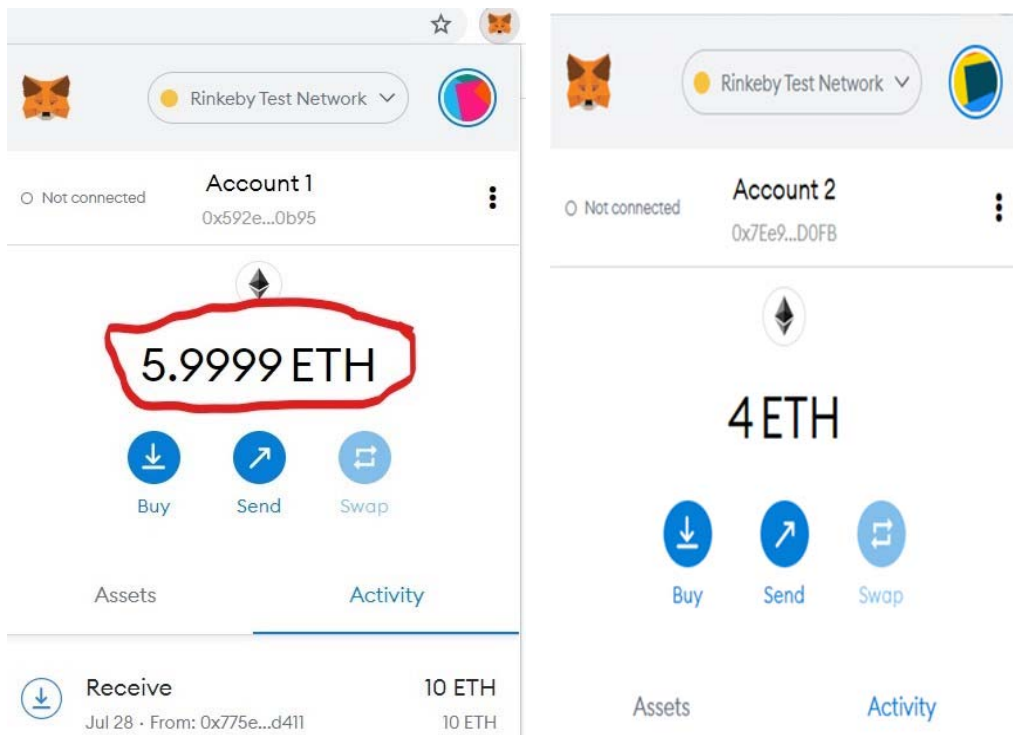 Rinkeby Test Network
Not connected
Account 1
0x592e...0b95
5.9999 ETH
Buy
Send
Swap
Assets
Activity
Receive
10 ETH
Jul 28 · From: 0x775e...d411
10 ETH
Rinkeby Test Network
Not connected
Account 2
0x7Ee9...D0FB
4 ETH
Buy
Send
Swap
Assets
Activity